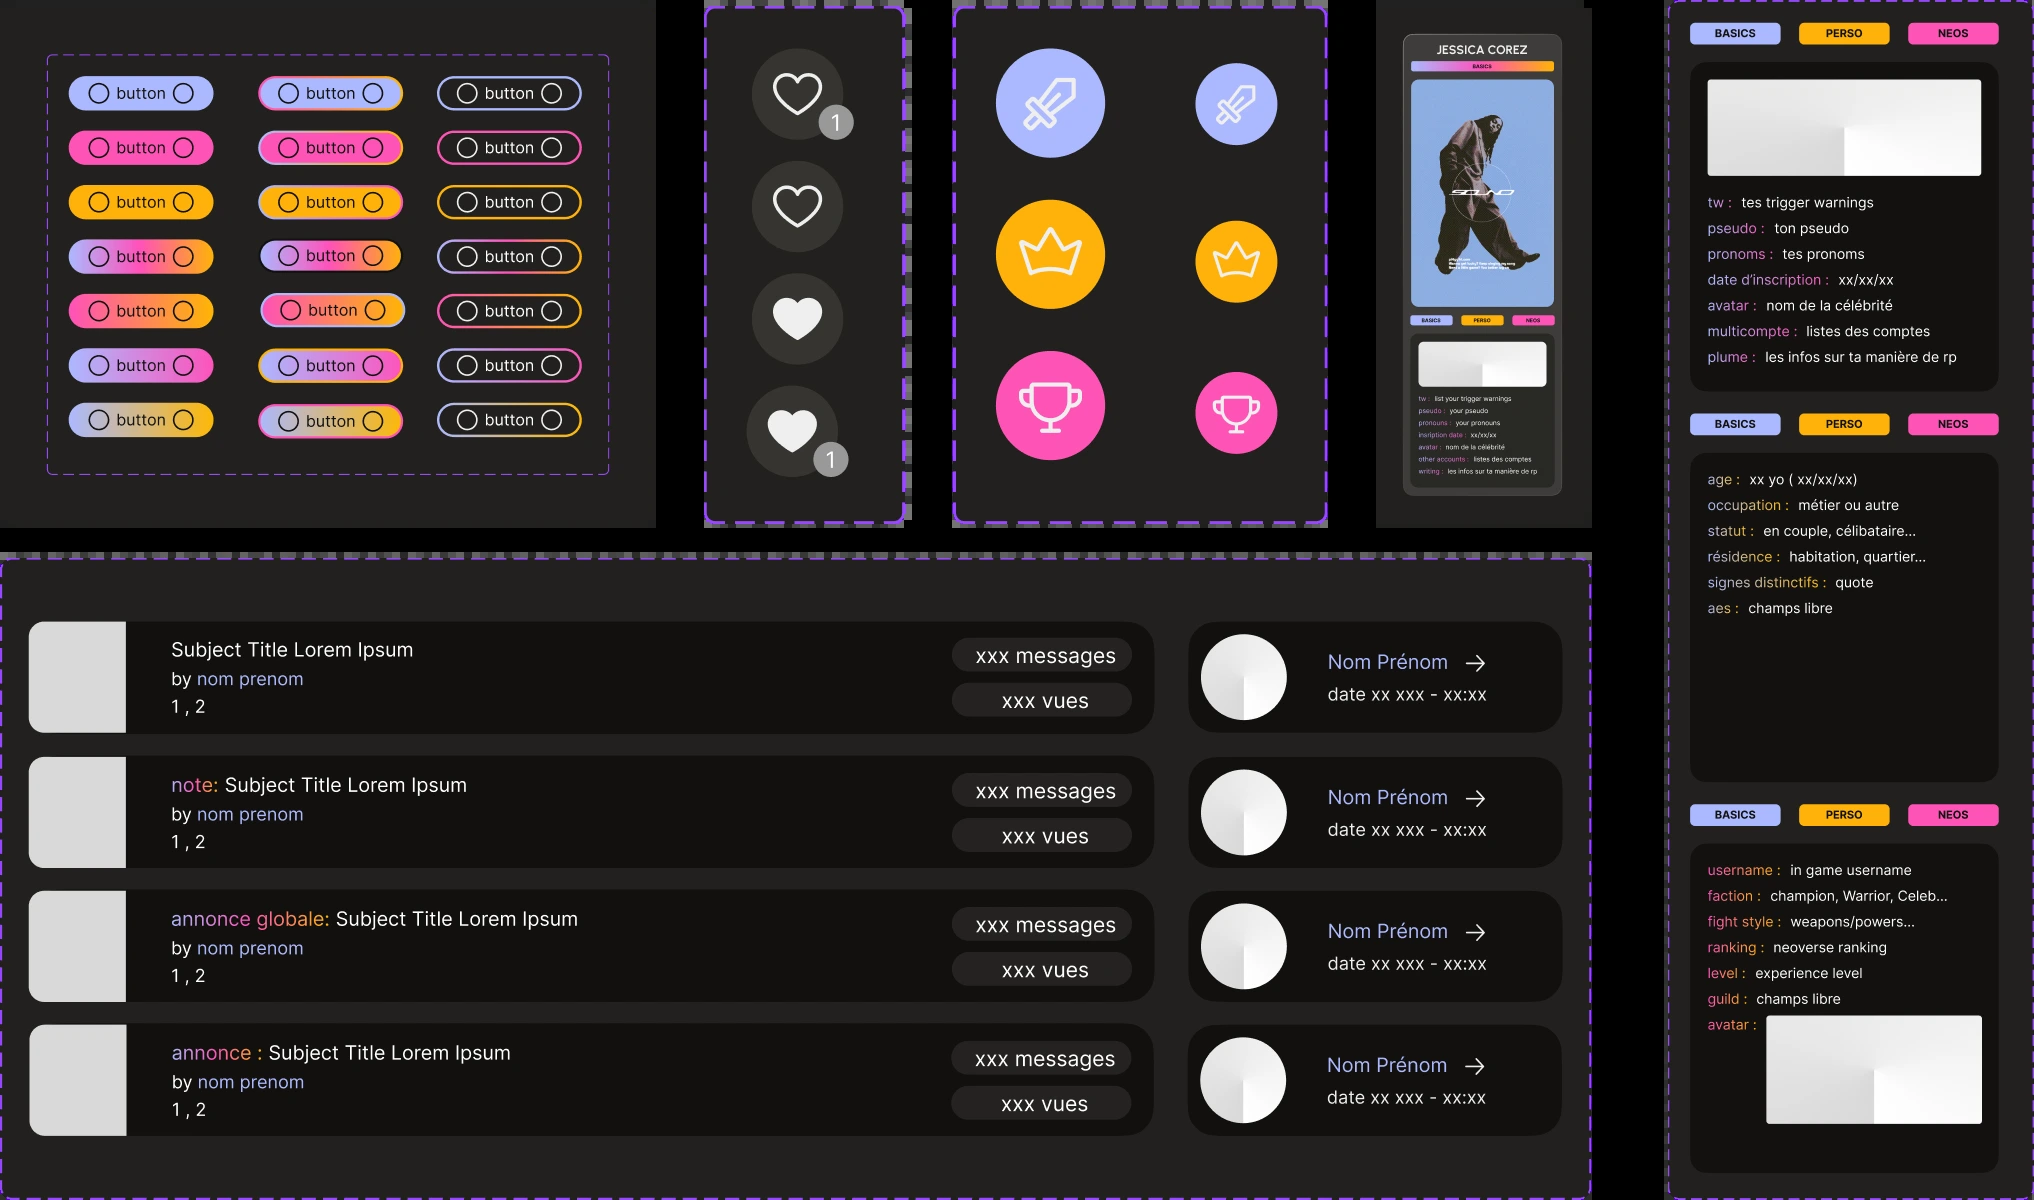 button button button
button button button
button button button
button button button
button button button
button button button
button button button
1
1
JESSICA COREZ
BASICS
BASICS PERSO NEOS
tw : list your trigger warnings
pseudo : your pseudo
pronouns : your pronouns
insription date : xx/xx/xx
avatar : nom de la célébrité
other accounts : listes des comptes
writing : les infos sur ta manière de rp
BASICS PERSO NEOS
tw : tes trigger warnings
pseudo : ton pseudo
pronoms : tes pronoms
date d'inscription : xx/xx/xx
avatar : nom de la célébrité
multicompte : listes des comptes
plume : les infos sur ta manière de rp
BASICS PERSO NEOS
age : xx yo ( xx/xx/xx)
occupation : métier ou autre
statut : en couple, célibataire...
résidence : habitation, quartier...
signes distinctifs : quote
aes : champs libre
BASICS PERSO NEOS
username : in game username
faction : champion, Warrior, Celeb...
fight style : weapons/powers...
ranking : neoverse ranking
level : experience level
guild : champs libre
avatar :
Subject Title Lorem Ipsum
by nom prenom
1 , 2
xxx messages
xxx vues
Nom Prénom →
date xx xxx - xx:xx
note: Subject Title Lorem Ipsum
by nom prenom
1 , 2
xxx messages
xxx vues
Nom Prénom →
date xx xxx - xx:xx
annonce globale: Subject Title Lorem Ipsum
by nom prenom
1 , 2
xxx messages
xxx vues
Nom Prénom →
date xx xxx - xx:xx
annonce : Subject Title Lorem Ipsum
by nom prenom
1 , 2
xxx messages
xxx vues
Nom Prénom →
date xx xxx - xx:xx